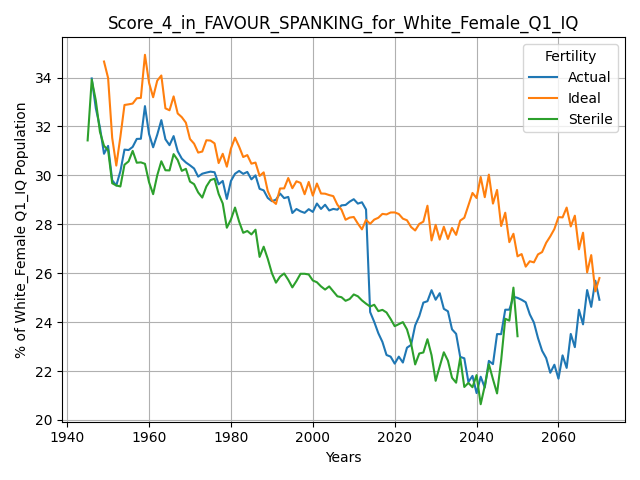 Score_4_in_FAVOUR_SPANKING_for_White_Female_Q1_IQ
% of White_Female Q1_IQ Population
34
32
30
28
26
24
22
20
Fertility
Actual
Ideal
Sterile
1940 1960 1980 2000 2020 2040 2060
Years